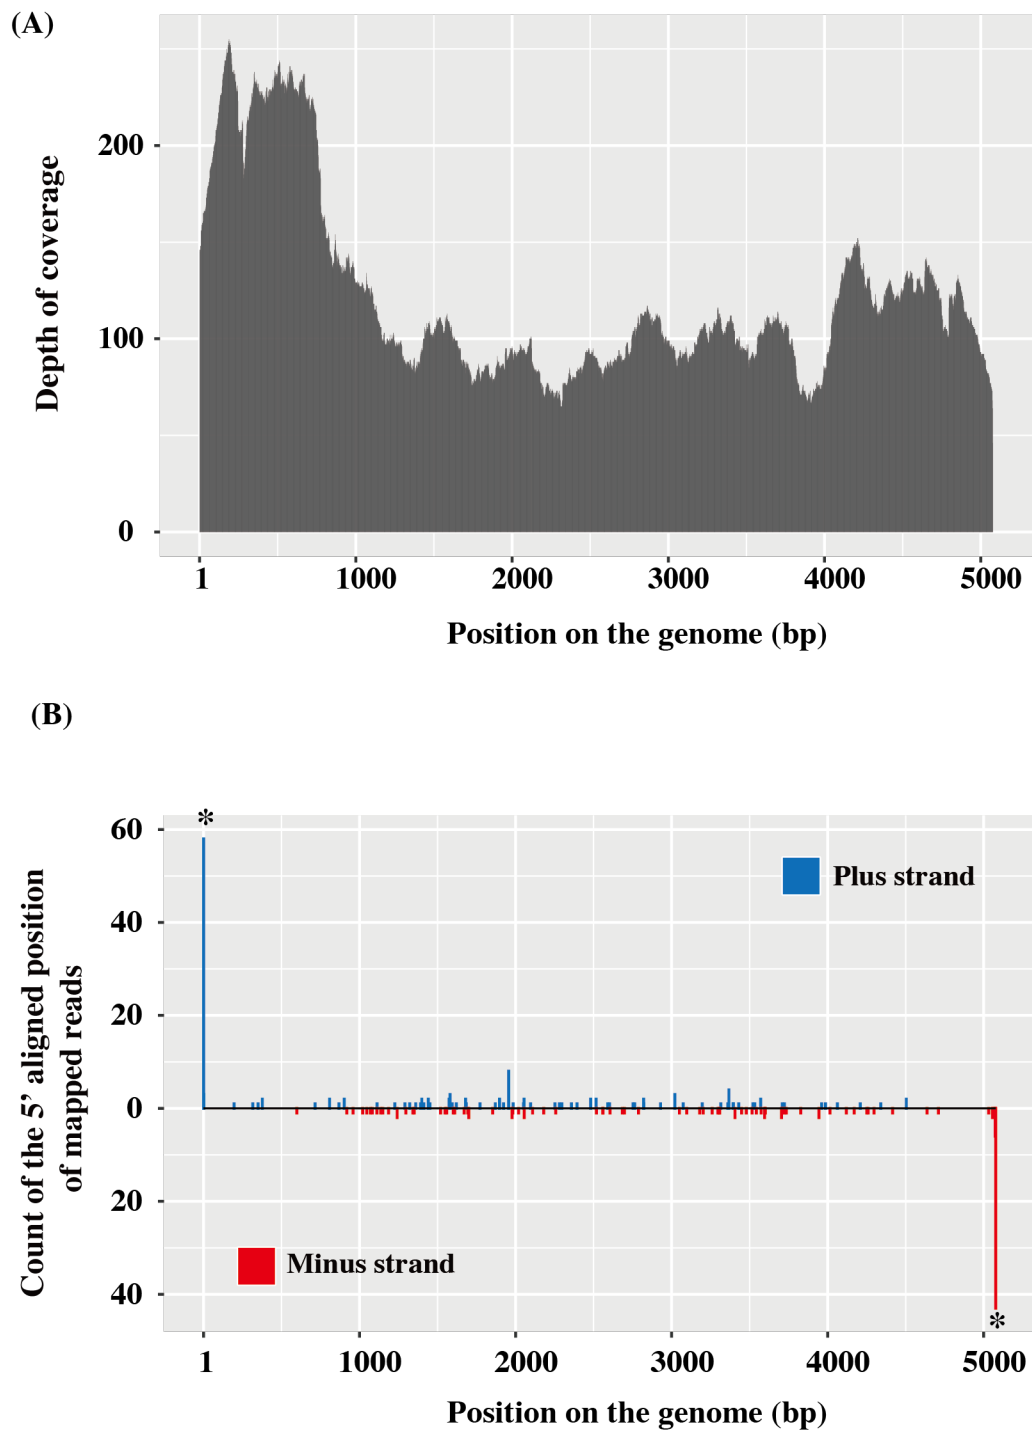 (A)
Depth of coverage
200
100
0
1 1000 2000 3000 4000 5000
Position on the genome (bp)
(B)
Count of the 5’ aligned position
of mapped reads
60
40
20
0
20
40
*
Plus strand
Minus strand
*
1 1000 2000 3000 4000 5000
Position on the genome (bp)